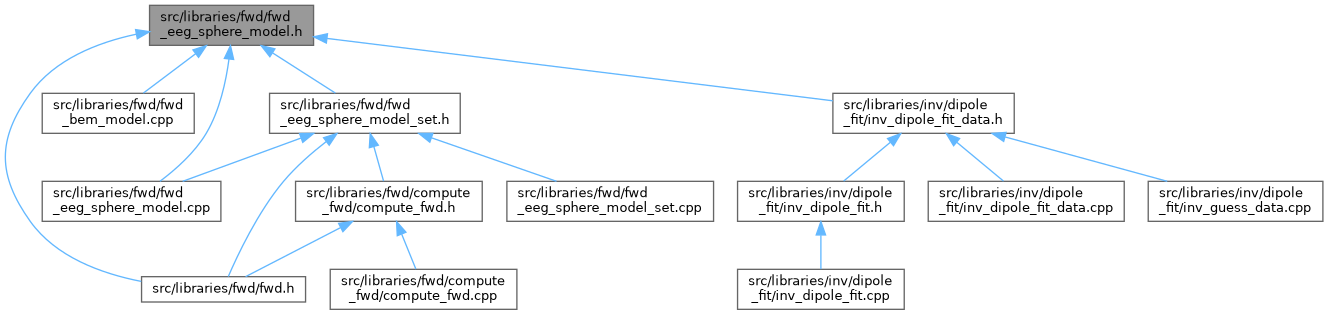 src/libraries/fwd/fwd
_eeg_sphere_model.h
src/libraries/fwd/fwd
_bem_model.cpp
src/libraries/fwd/fwd
_eeg_sphere_model_set.h
src/libraries/inv/dipole
_fit/inv_dipole_fit_data.h
src/libraries/fwd/fwd
_eeg_sphere_model.cpp
src/libraries/fwd/compute
_fwd/compute_fwd.h
src/libraries/fwd/fwd
_eeg_sphere_model_set.cpp
src/libraries/inv/dipole
_fit/inv_dipole_fit.h
src/libraries/inv/dipole
_fit/inv_dipole_fit_data.cpp
src/libraries/inv/dipole
_fit/inv_guess_data.cpp
src/libraries/fwd/fwd.h
src/libraries/fwd/compute
_fwd/compute_fwd.cpp
src/libraries/inv/dipole
_fit/inv_dipole_fit.cpp